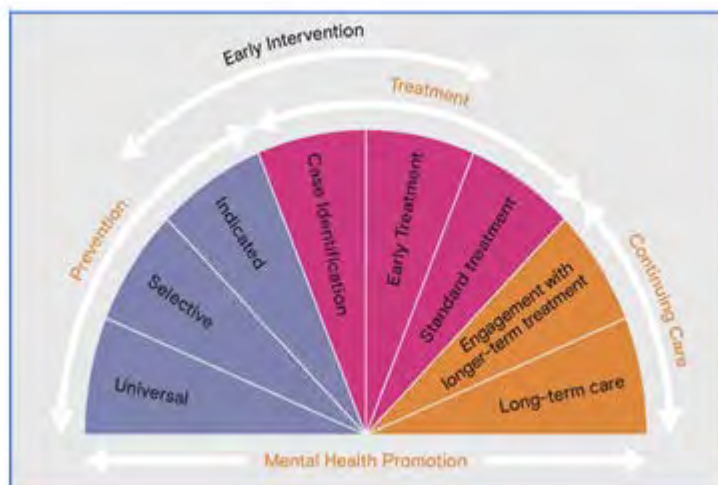 Early Intervention
Treatment
Prevention
Continuing Care
Universal
Selective
Indicated
Case Identification
Early Treatment
Standard treatment
Engagement with
longer-term treatment
Long-term care
Mental Health Promotion